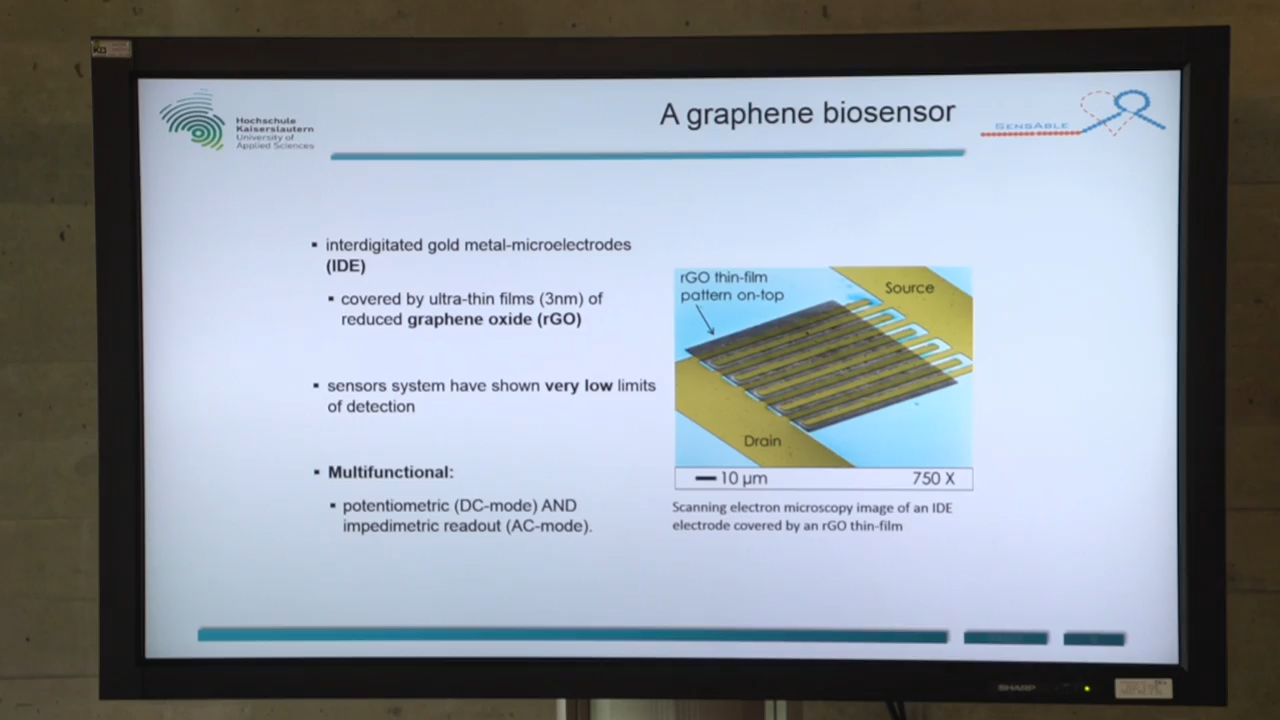 A graphene biosensor
Hochschule
Kaiserslautern
University of
Applied Sciences
SENSABLE
▪ interdigitated gold metal-microelectrodes
(IDE)
▪ covered by ultra-thin films (3nm) of
reduced graphene oxide (rGO)
▪ sensors system have shown very low limits
of detection
▪ Multifunctional:
▪ potentiometric (DC-mode) AND
impedimetric readout (AC-mode).
rGO thin-film
pattern on-top
Source
Drain
10 µm
750 X
Scanning electron microscopy image of an IDE
electrode covered by an rGO thin-film
SHARP